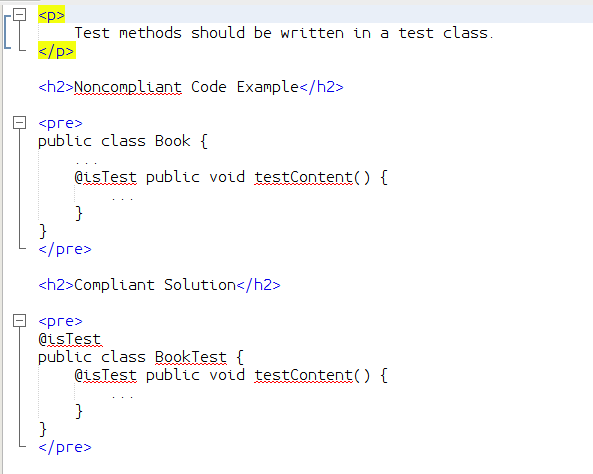 <p>
    Test methods should be written in a test class.
</p>

<h2>Noncompliant Code Example</h2>

<pre>
public class Book {
    ...
    @isTest public void testContent() {
        ...
    }
}
</pre>

<h2>Compliant Solution</h2>

<pre>
@isTest
public class BookTest {
    @isTest public void testContent() {
        ...
    }
}
</pre>